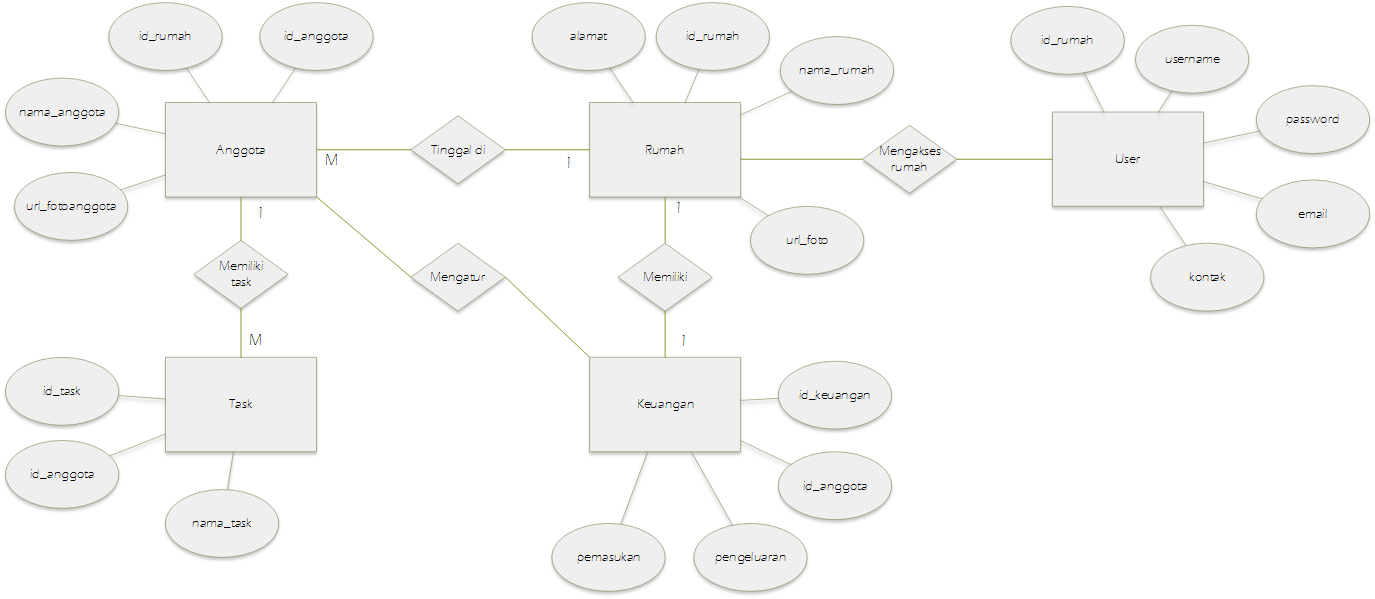 id_rumah
id_anggota
alamat
id_rumah
id_rumah
username
nama_rumah
nama_anggota
password
Anggota
M
Tinggal di
1
Rumah
Mengakses
rumah
User
url_fotoanggota
1
1
email
url_foto
Memiliki
task
Mengatur
Memiliki
kontak
M
1
id_task
Task
Keuangan
id_keuangan
id_anggota
id_anggota
nama_task
pemasukan
pengeluaran